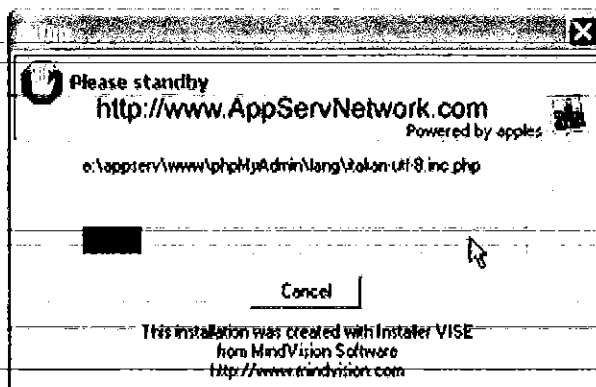 Please standby
http://www.AppServNetwork.com
Powered by apples
e:\appserv\www\phpMyAdmin\lang\italian-utf-8.inc.php
Cancel
This installation was created with Installer VISE
from MindVision Software
http://www.mindvision.com